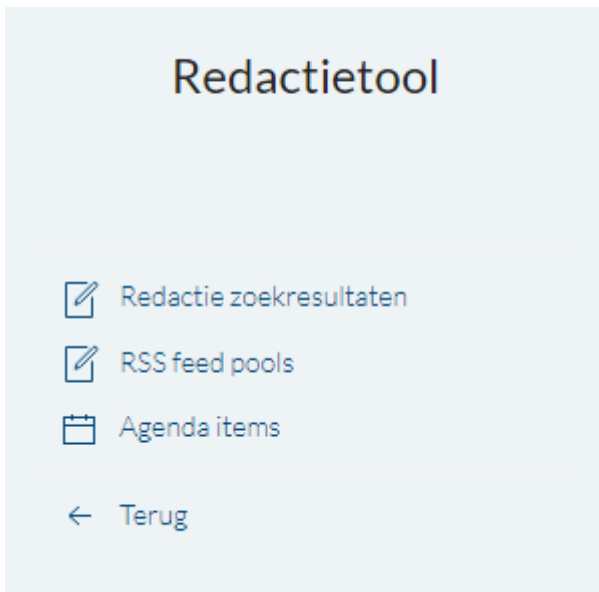 Redactietool
Redactie zoekresultaten
RSS feed pools
Agenda items
Terug